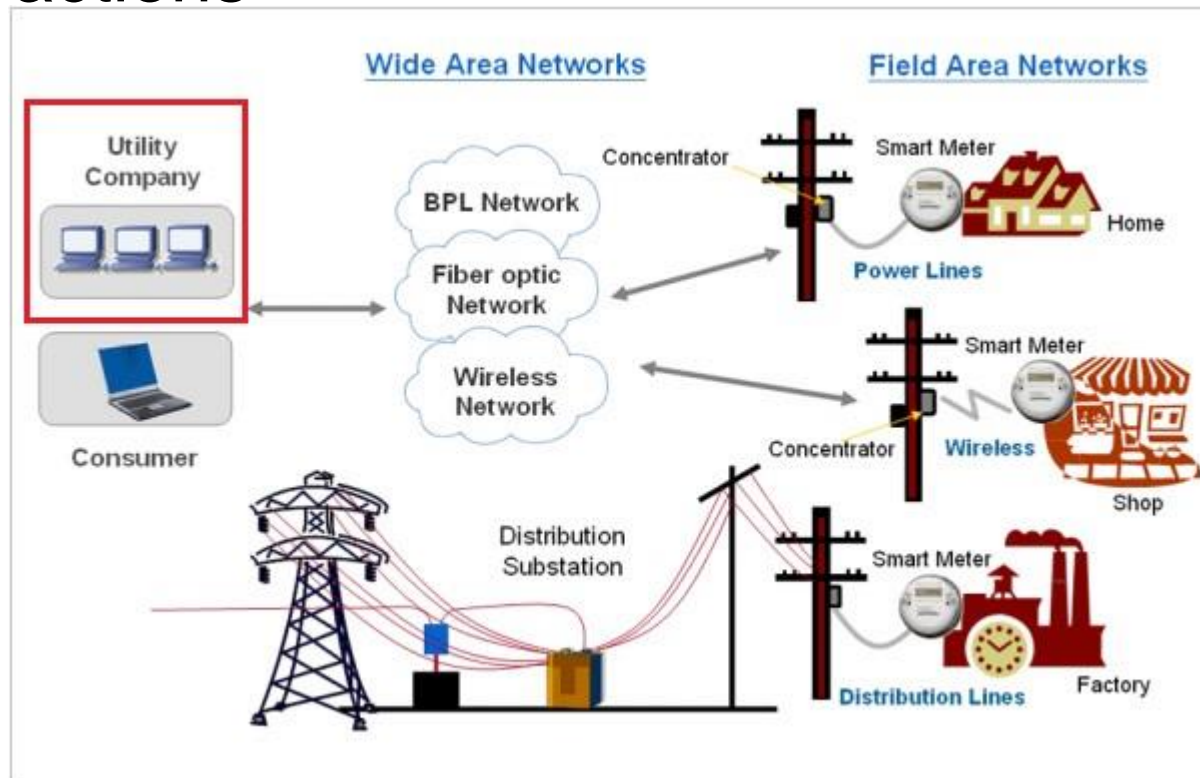 actions
Wide Area Networks
Field Area Networks
Utility
Company
Consumer
BPL Network
Fiber optic
Network
Wireless
Network
Concentrator
Smart Meter
Home
Power Lines
Smart Meter
Concentrator
Wireless
Shop
Distribution
Substation
Smart Meter
Factory
Distribution Lines